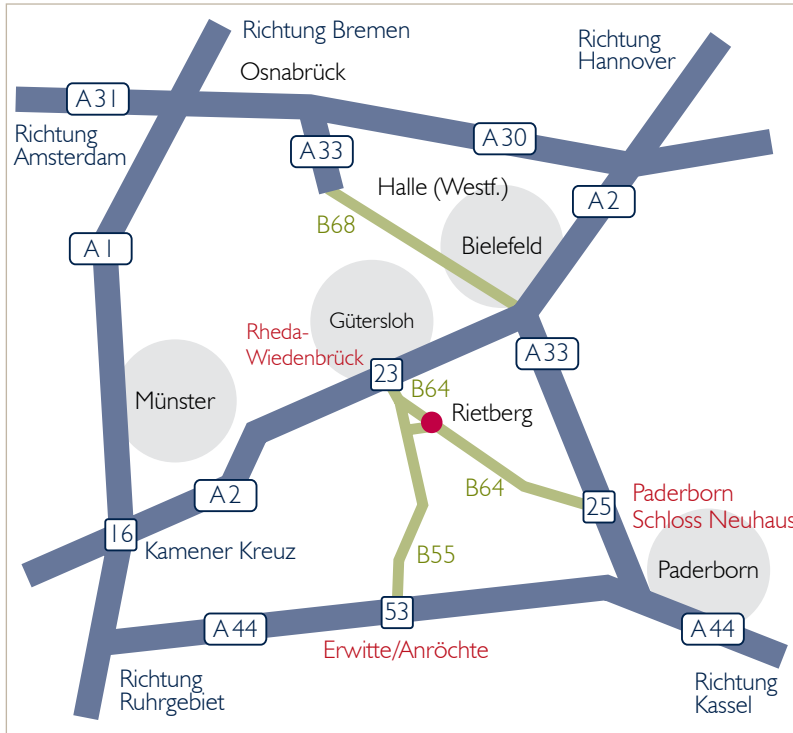 Richtung Bremen
Richtung
Hannover
Osnabrück
A31
Richtung
Amsterdam
A33
A30
Halle (Westf.)
A2
B68
A1
Bielefeld
Gütersloh
Rheda-
Wiedenbrück
A33
23
B64
Münster
Rietberg
B64
A2
25
Paderborn
Schloss Neuhaus
16
Kamener Kreuz
B55
Paderborn
53
A44
A44
Erwitte/Anröchte
Richtung
Ruhrgebiet
Richtung
Kassel